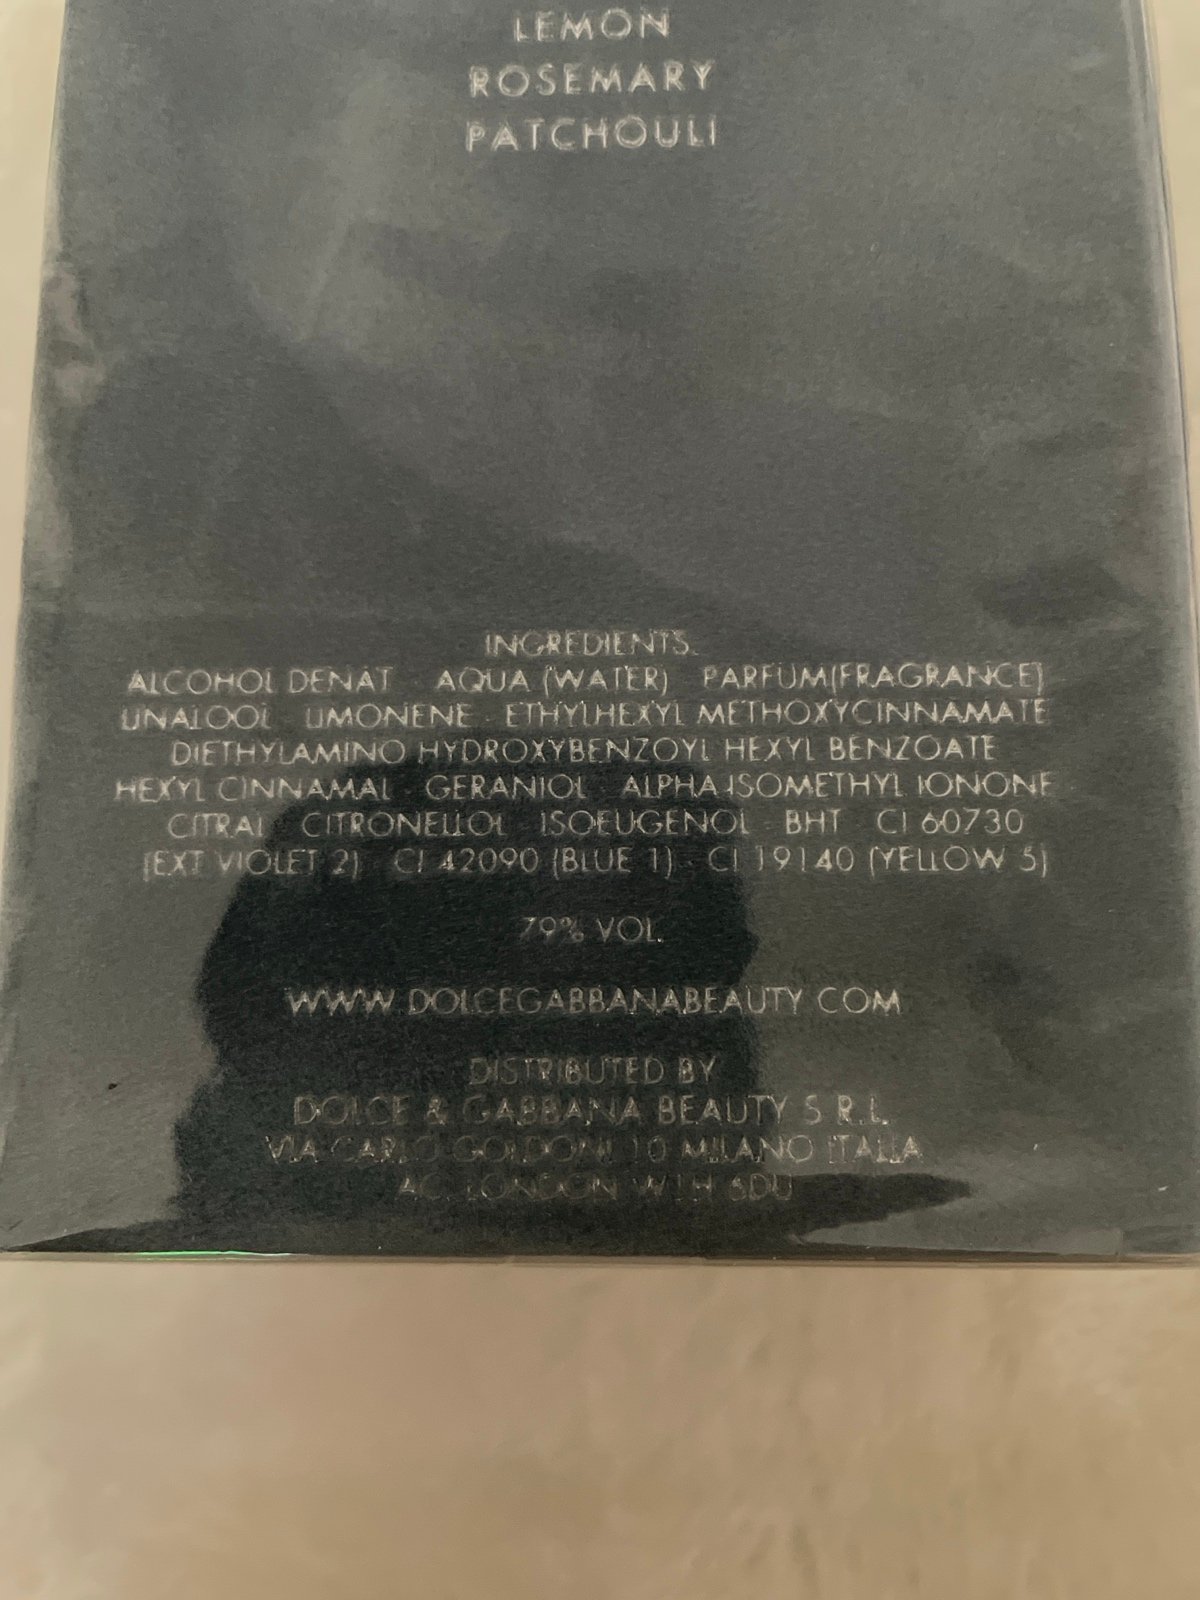 LEMON
ROSEMARY
PATCHOULI
INGREDIENTS.
ALCOHOL DENAT · AQUA (WATER) · PARFUM(FRAGRANCE) ·
LINALOOL · LIMONENE · ETHYLHEXYL METHOXYCINNAMATE
DIETHYLAMINO HYDROXYBENZOYL HEXYL BENZOATE
HEXYL CINNAMAL · GERANIOL · ALPHA-ISOMETHYL IONONE
CITRAL · CITRONELLOL · ISOEUGENOL · BHT · CI 60730
(EXT VIOLET 2) · CI 42090 (BLUE 1) · CI 19140 (YELLOW 5)
79% VOL.
WWW.DOLCEGABBANABEAUTY.COM
DISTRIBUTED BY
DOLCE & GABBANA BEAUTY S.R.L.
VIA CARLO GOLDONI 10 MILANO ITALIA
AC. LONDON W1H 6DU